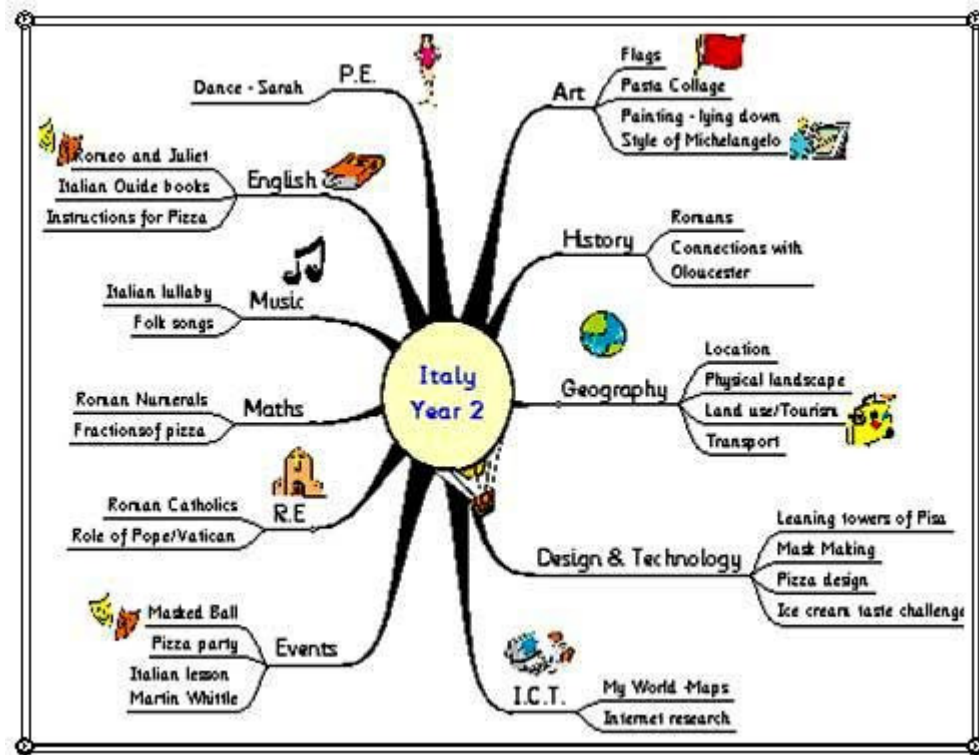 Italy
Year 2
P.E.
Dance - Sarah
English
Romeo and Juliet
Italian Guide books
Instructions for Pizza
Music
Italian lullaby
Folk songs
Maths
Roman Numerals
Fractionsof pizza
R.E
Roman Catholics
Role of Pope/Vatican
Events
Masked Ball
Pizza party
Italian lesson
Martin Whittle
Art
Flags
Pasta Collage
Painting - lying down
Style of Michelangelo
History
Romans
Connections with
Gloucester
Geography
Location
Physical landscape
Land use/Tourism
Transport
Design & Technology
Leaning towers of Pisa
Mask Making
Pizza design
Ice cream taste challenge
I.C.T.
My World -Maps
Internet research